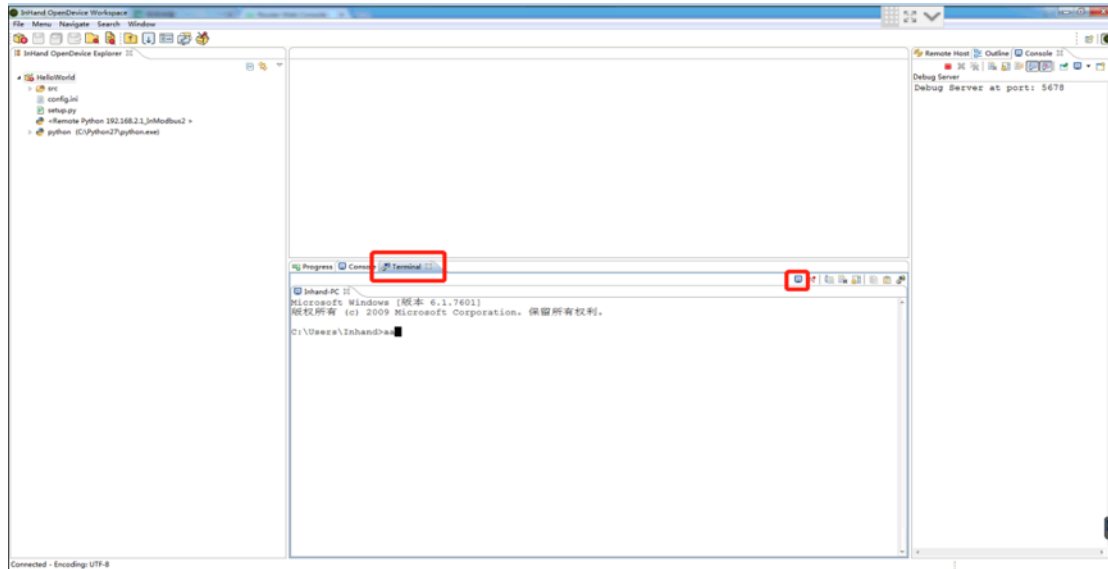 InHand OpenDevice Workspace
File Menu Navigate Search Window
InHand OpenDevice Explorer
HelloWorld
src
config.ini
setup.py
<Remote Python 192.168.2.1_InModbus2 >
python (C:\Python27\python.exe)
Progress Console Terminal
Inhand-PC
Microsoft Windows [版本 6.1.7601]
版权所有 (c) 2009 Microsoft Corporation。保留所有权利。
C:\Users\Inhand>aa
Remote Host Outline Console
Debug Server
Debug Server at port: 5678
Connected - Encoding: UTF-8